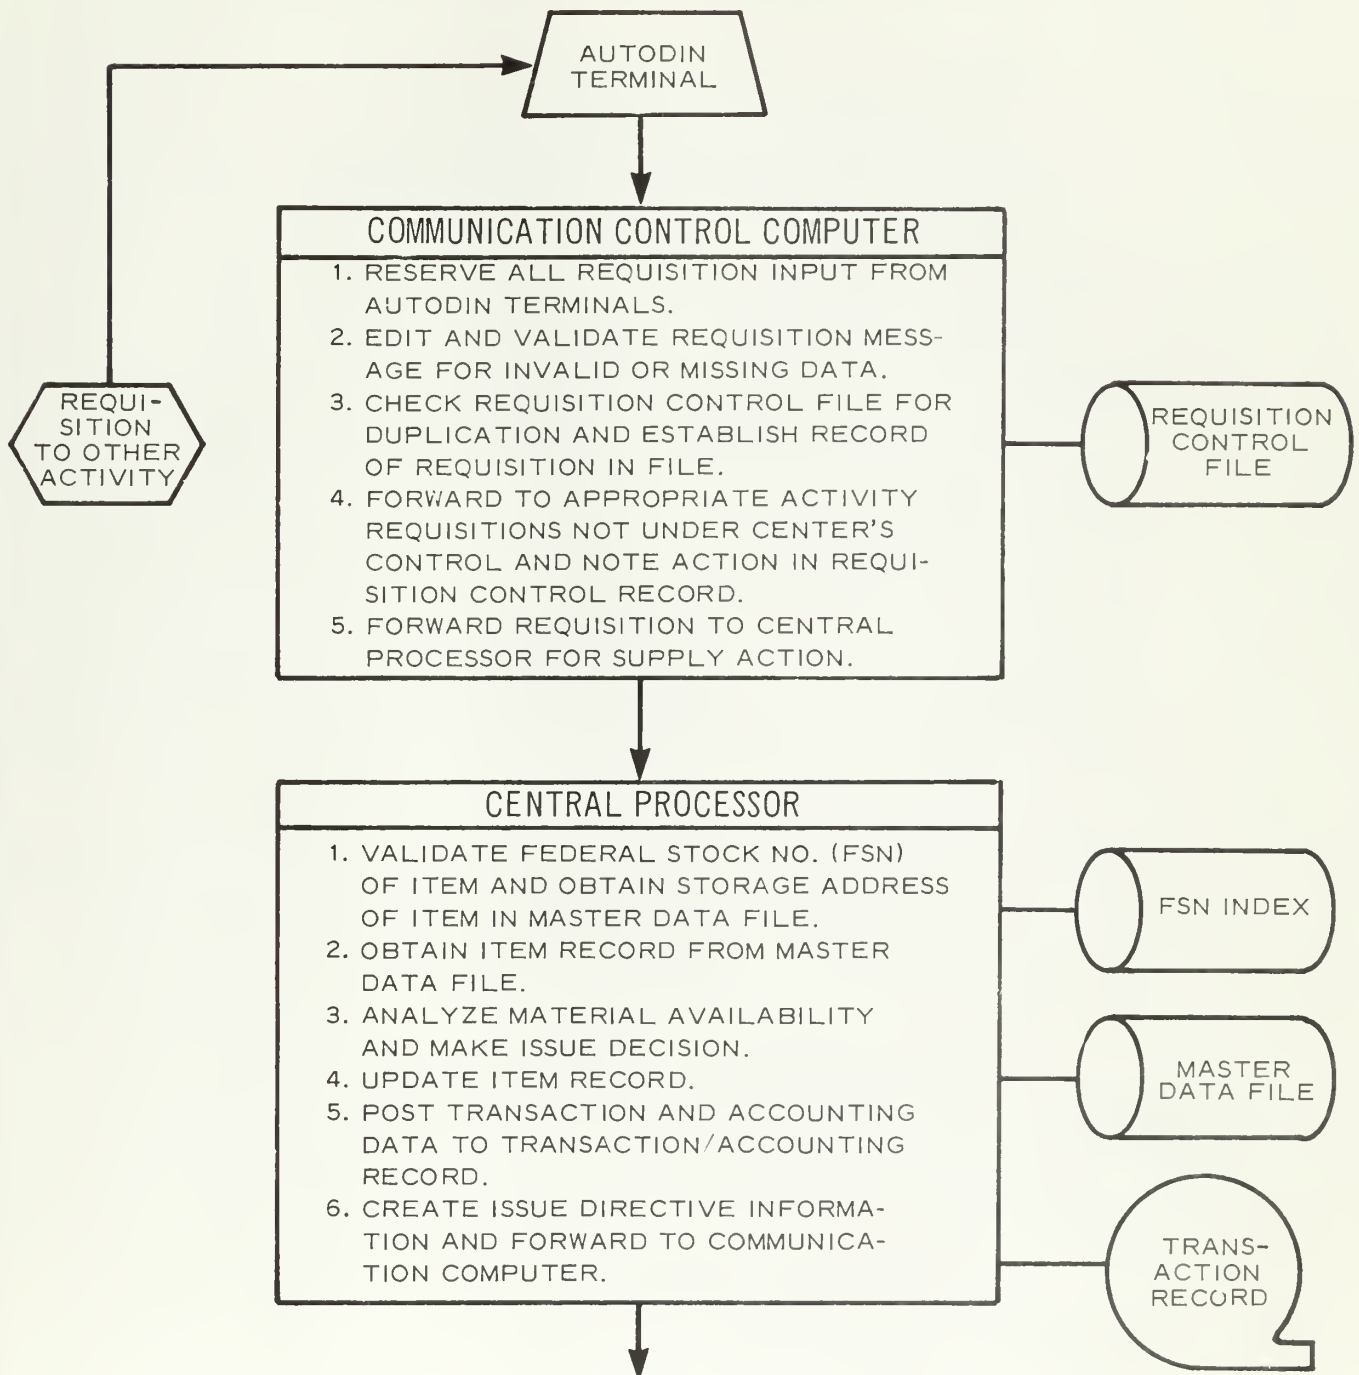 AUTODIN
TERMINAL
COMMUNICATION CONTROL COMPUTER
1. RESERVE ALL REQUISITION INPUT FROM
AUTODIN TERMINALS.
2. EDIT AND VALIDATE REQUISITION MESS-
AGE FOR INVALID OR MISSING DATA.
3. CHECK REQUISITION CONTROL FILE FOR
DUPLICATION AND ESTABLISH RECORD
OF REQUISITION IN FILE.
4. FORWARD TO APPROPRIATE ACTIVITY
REQUISITIONS NOT UNDER CENTER'S
CONTROL AND NOTE ACTION IN REQUI-
SITION CONTROL RECORD.
5. FORWARD REQUISITION TO CENTRAL
PROCESSOR FOR SUPPLY ACTION.
REQUI-
SITION
TO OTHER
ACTIVITY
REQUISITION
CONTROL
FILE
CENTRAL PROCESSOR
1. VALIDATE FEDERAL STOCK NO. (FSN)
OF ITEM AND OBTAIN STORAGE ADDRESS
OF ITEM IN MASTER DATA FILE.
2. OBTAIN ITEM RECORD FROM MASTER
DATA FILE.
3. ANALYZE MATERIAL AVAILABILITY
AND MAKE ISSUE DECISION.
4. UPDATE ITEM RECORD.
5. POST TRANSACTION AND ACCOUNTING
DATA TO TRANSACTION/ACCOUNTING
RECORD.
6. CREATE ISSUE DIRECTIVE INFORMA-
TION AND FORWARD TO COMMUNICA-
TION COMPUTER.
FSN INDEX
MASTER
DATA FILE
TRANS-
ACTION
RECORD